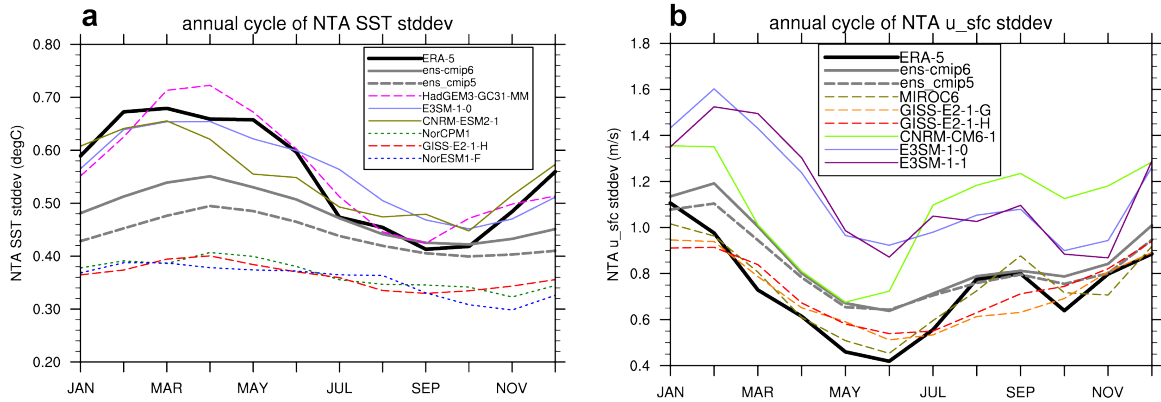 a
annual cycle of NTA SST stddev
NTA SST stddev (degC)
0.80
0.70
0.60
0.50
0.40
0.30
0.20
ERA-5
ens-cmip6
ens_cmip5
HadGEM3-GC31-MM
E3SM-1-0
CNRM-ESM2-1
NorCPM1
GISS-E2-1-H
NorESM1-F
JAN MAR MAY JUL SEP NOV
b
annual cycle of NTA u_sfc stddev
NTA u_sfc stddev (m/s)
1.8
1.6
1.4
1.2
1.0
0.8
0.6
0.4
ERA-5
ens-cmip6
ens_cmip5
MIROC6
GISS-E2-1-G
GISS-E2-1-H
CNRM-CM6-1
E3SM-1-0
E3SM-1-1
JAN MAR MAY JUL SEP NOV